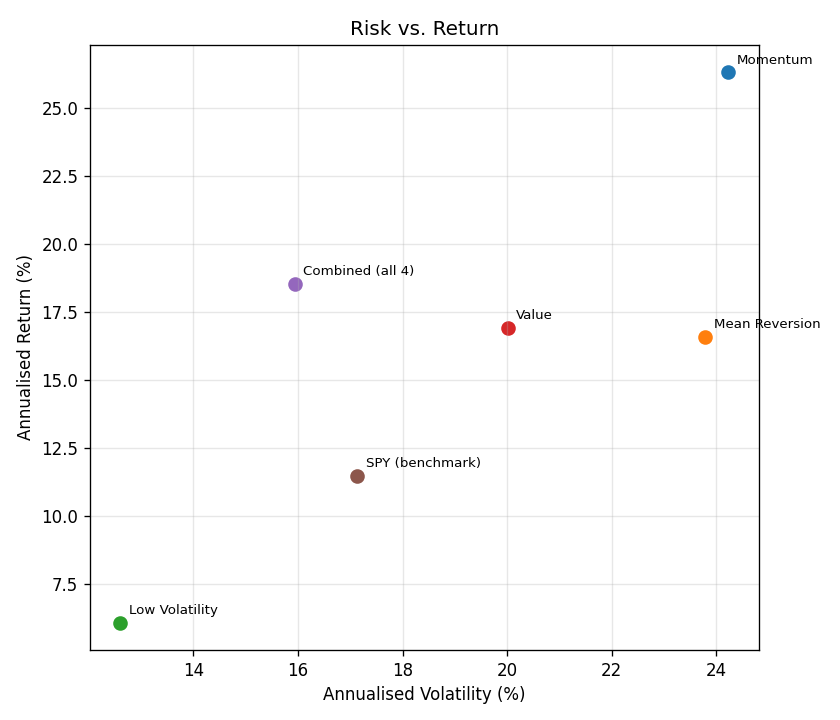 Risk vs. Return
Momentum
25.0
22.5
20.0
Combined (all 4)
17.5
Value
Mean Reversion
15.0
12.5
SPY (benchmark)
10.0
7.5
Low Volatility
Annualised Return (%)
14 16 18 20 22 24
Annualised Volatility (%)